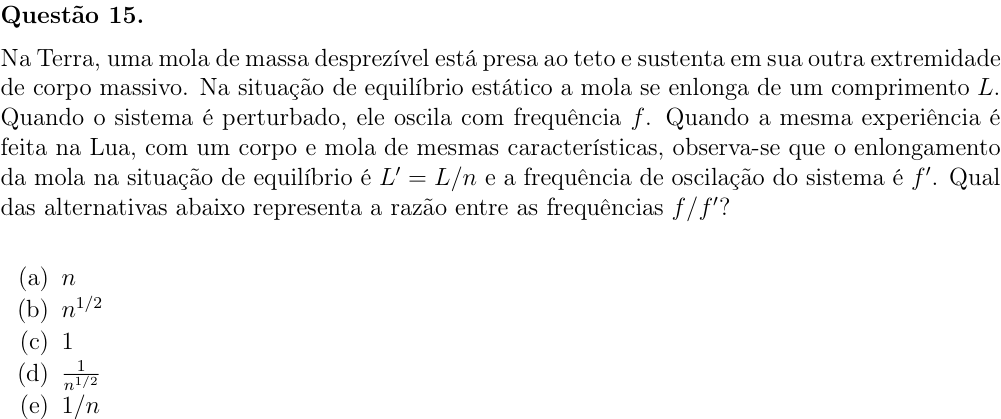 Questão 15.
Na Terra, uma mola de massa desprezível está presa ao teto e sustenta em sua outra extremidade
de corpo massivo. Na situação de equilíbrio estático a mola se enlonga de um comprimento L.
Quando o sistema é perturbado, ele oscila com frequência f. Quando a mesma experiência é
feita na Lua, com um corpo e mola de mesmas características, observa-se que o enlongamento
da mola na situação de equilíbrio é L′ = L/n e a frequência de oscilação do sistema é f′. Qual
das alternativas abaixo representa a razão entre as frequências f/f′?
(a) n
(b) n^{1/2}
(c) 1
(d) \frac{1}{n^{1/2}}
(e) 1/n